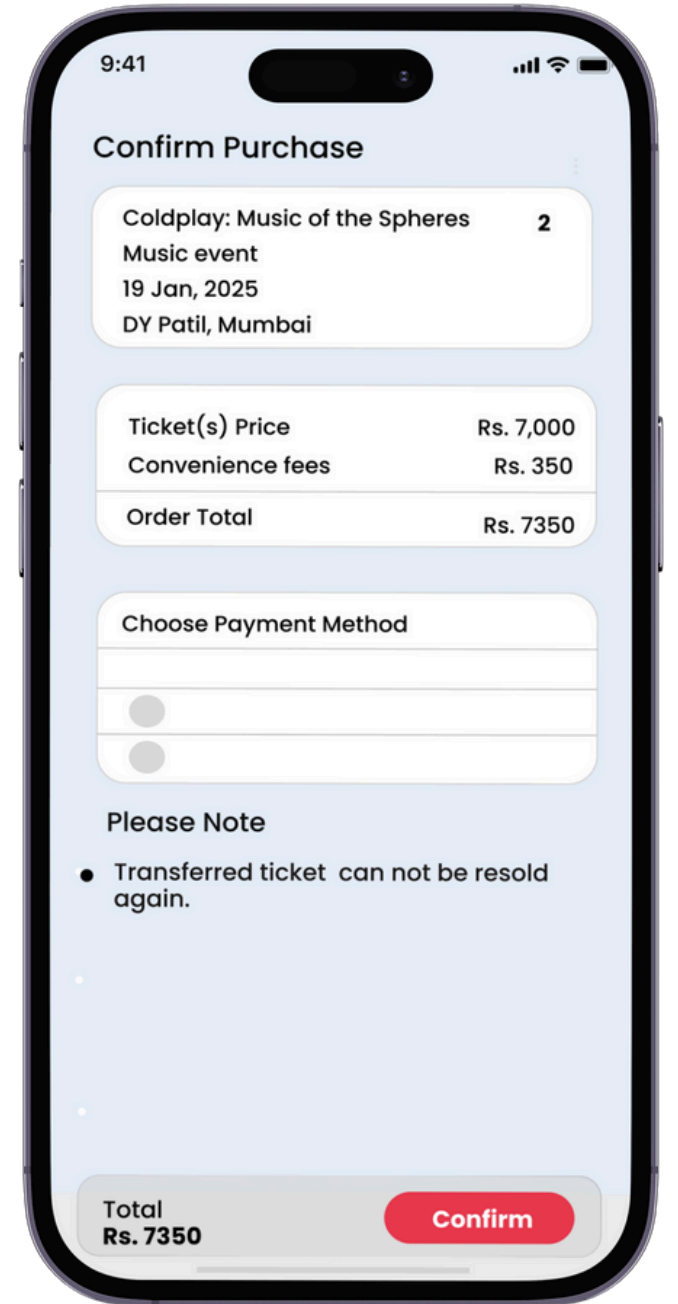 9:41
Confirm Purchase
Coldplay: Music of the Spheres 2
Music event
19 Jan, 2025
DY Patil, Mumbai
Ticket(s) Price Rs. 7,000
Convenience fees Rs. 350
Order Total Rs. 7350
Choose Payment Method
Please Note
Transferred ticket can not be resold
again.
Total
Rs. 7350
Confirm